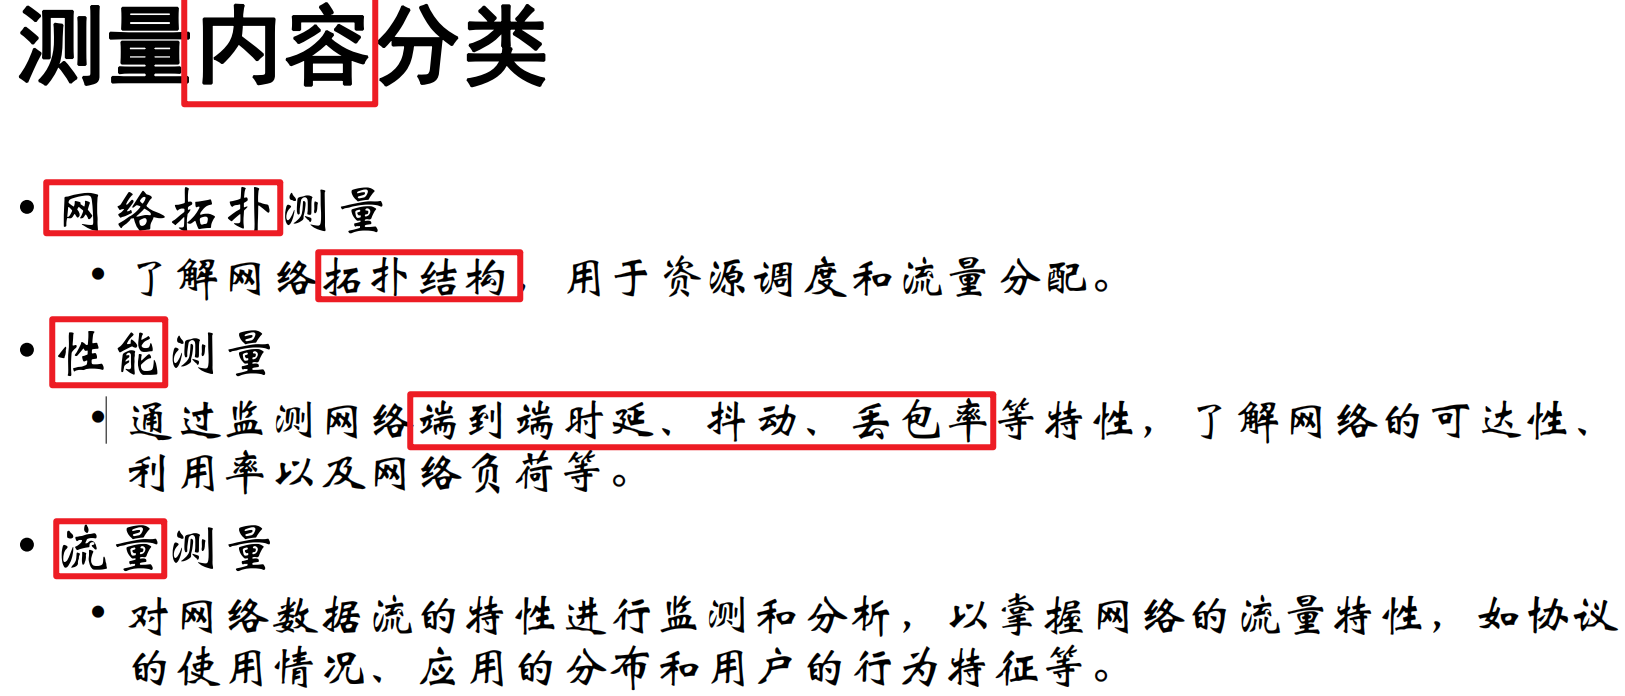 测量内容分类
• 网络拓扑测量
• 了解网络拓扑结构，用于资源调度和流量分配。
• 性能测量
• 通过监测网络端到端时延、抖动、丢包率等特性，了解网络的可达性、
利用率以及网络负荷等。
• 流量测量
• 对网络数据流的特性进行监测和分析，以掌握网络的流量特性，如协议
的使用情况、应用的分布和用户的行为特征等。